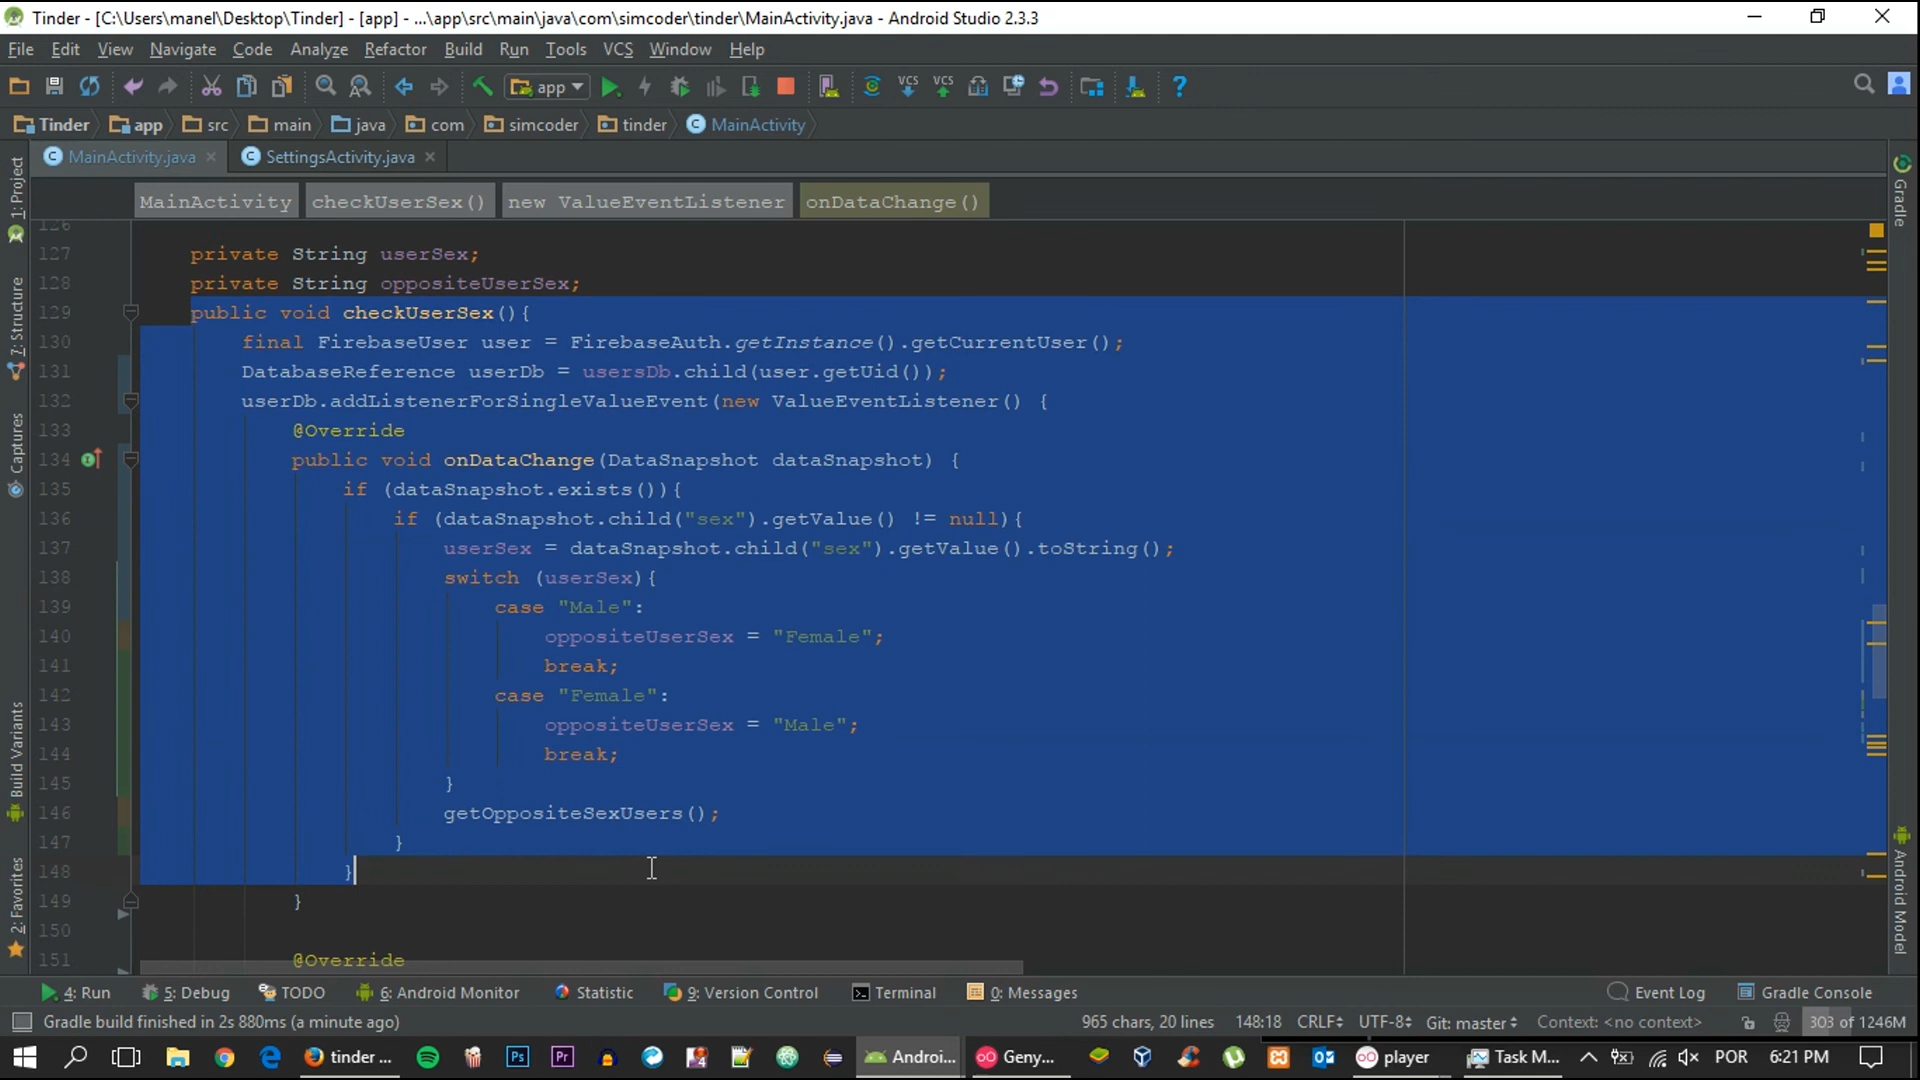 Tinder - [C:\Users\manel\Desktop\Tinder] - [app] - ...\app\src\main\java\com\simcoder\tinder\MainActivity.java - Android Studio 2.3.3
File Edit View Navigate Code Analyze Refactor Build Run Tools VCS Window Help
app VCS VCS
Tinder app src main java com simcoder tinder MainActivity
MainActivity.java SettingsActivity.java
MainActivity checkUserSex() new ValueEventListener onDataChange()
126
127 private String userSex;
128 private String oppositeUserSex;
129 public void checkUserSex(){
130 final FirebaseUser user = FirebaseAuth.getInstance().getCurrentUser();
131 DatabaseReference userDb = usersDb.child(user.getUid());
132 userDb.addListenerForSingleValueEvent(new ValueEventListener() {
133 @Override
134 public void onDataChange(DataSnapshot dataSnapshot) {
135 if (dataSnapshot.exists()){
136 if (dataSnapshot.child("sex").getValue() != null){
137 userSex = dataSnapshot.child("sex").getValue().toString();
138 switch (userSex){
139 case "Male":
140 oppositeUserSex = "Female";
141 break;
142 case "Female":
143 oppositeUserSex = "Male";
144 break;
145 }
146 getOppositeSexUsers();
147 }
148 }
149 }
150
151 @Override
1: Project
7: Structure
Captures
Build Variants
2: Favorites
Gradle
Android Model
4: Run 5: Debug TODO 6: Android Monitor Statistic 9: Version Control Terminal 0: Messages Event Log Gradle Console
Gradle build finished in 2s 880ms (a minute ago) 965 chars, 20 lines 148:18 CRLF UTF-8 Git: master Context: <no context> 303 of 1246M
tinder ... Androi... Geny... player Task M... POR 6:21 PM